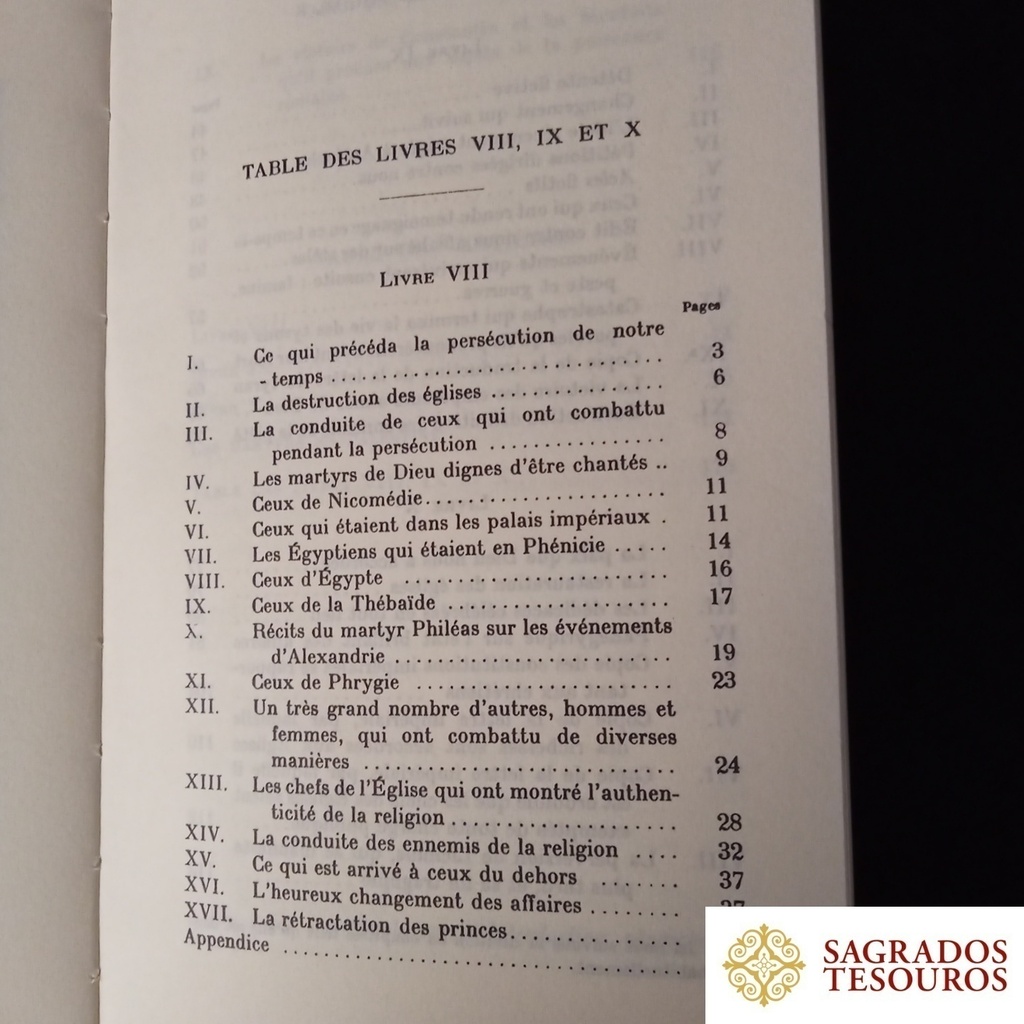 TABLE DES LIVRES VIII, IX ET X
LIVRE VIII
Pages
I. Ce qui précéda la persécution de notre
- temps .............................. 3
II. La destruction des églises ................ 6
III. La conduite de ceux qui ont combattu
pendant la persécution ................ 8
IV. Les martyrs de Dieu dignes d'être chantés .. 9
V. Ceux de Nicomédie...................... 11
VI. Ceux qui étaient dans les palais impériaux . 11
VII. Les Égyptiens qui étaient en Phénicie ..... 14
VIII. Ceux d'Égypte ........................ 16
IX. Ceux de la Thébaïde .................... 17
X. Récits du martyr Philéas sur les événements
d'Alexandrie ......................... 19
XI. Ceux de Phrygie ....................... 23
XII. Un très grand nombre d'autres, hommes et
femmes, qui ont combattu de diverses
manières ............................ 24
XIII. Les chefs de l'Église qui ont montré l'authen-
ticité de la religion .................... 28
XIV. La conduite des ennemis de la religion .... 32
XV. Ce qui est arrivé à ceux du dehors ....... 37
XVI. L'heureux changement des affaires ........
XVII. La rétractation des princes...............
Appendice ..................................
SAGRADOS
TESOUROS